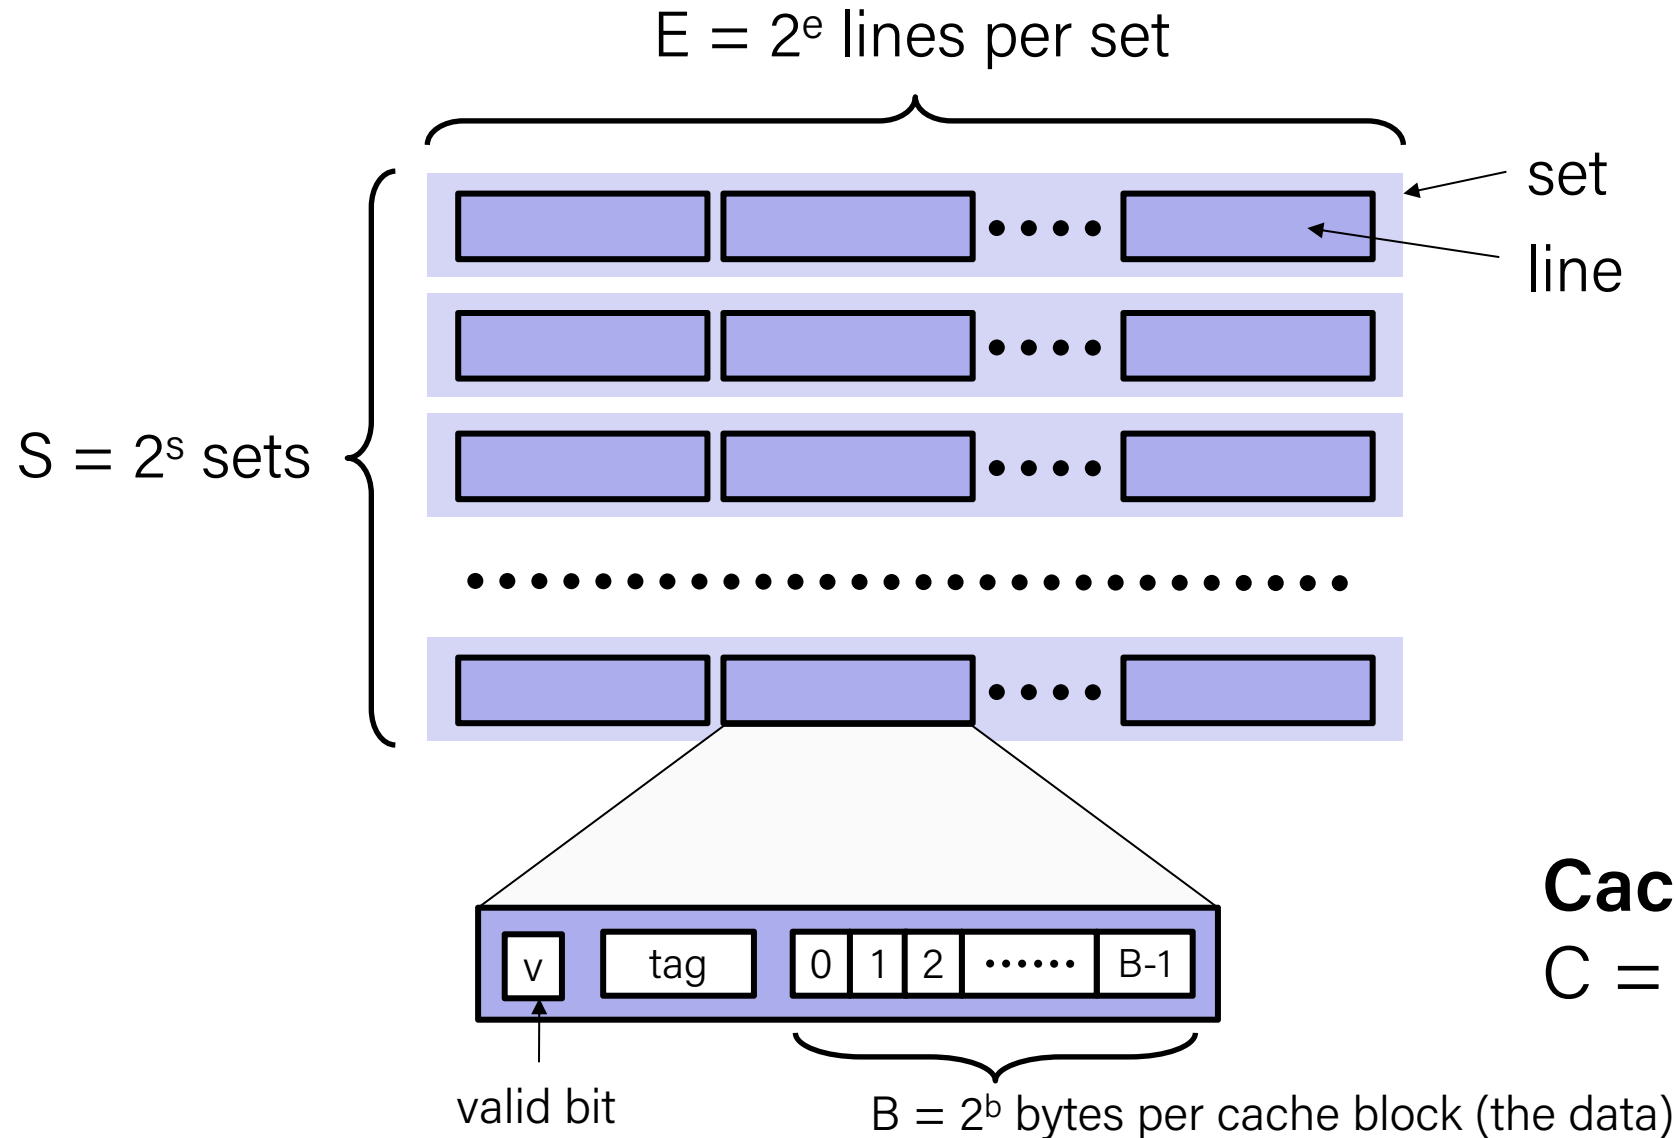 E = 2ᵉ lines per set
set
line
S = 2ˢ sets
v tag 0 1 2 ······ B-1
Cac
C =
valid bit
B = 2ᵇ bytes per cache block (the data)